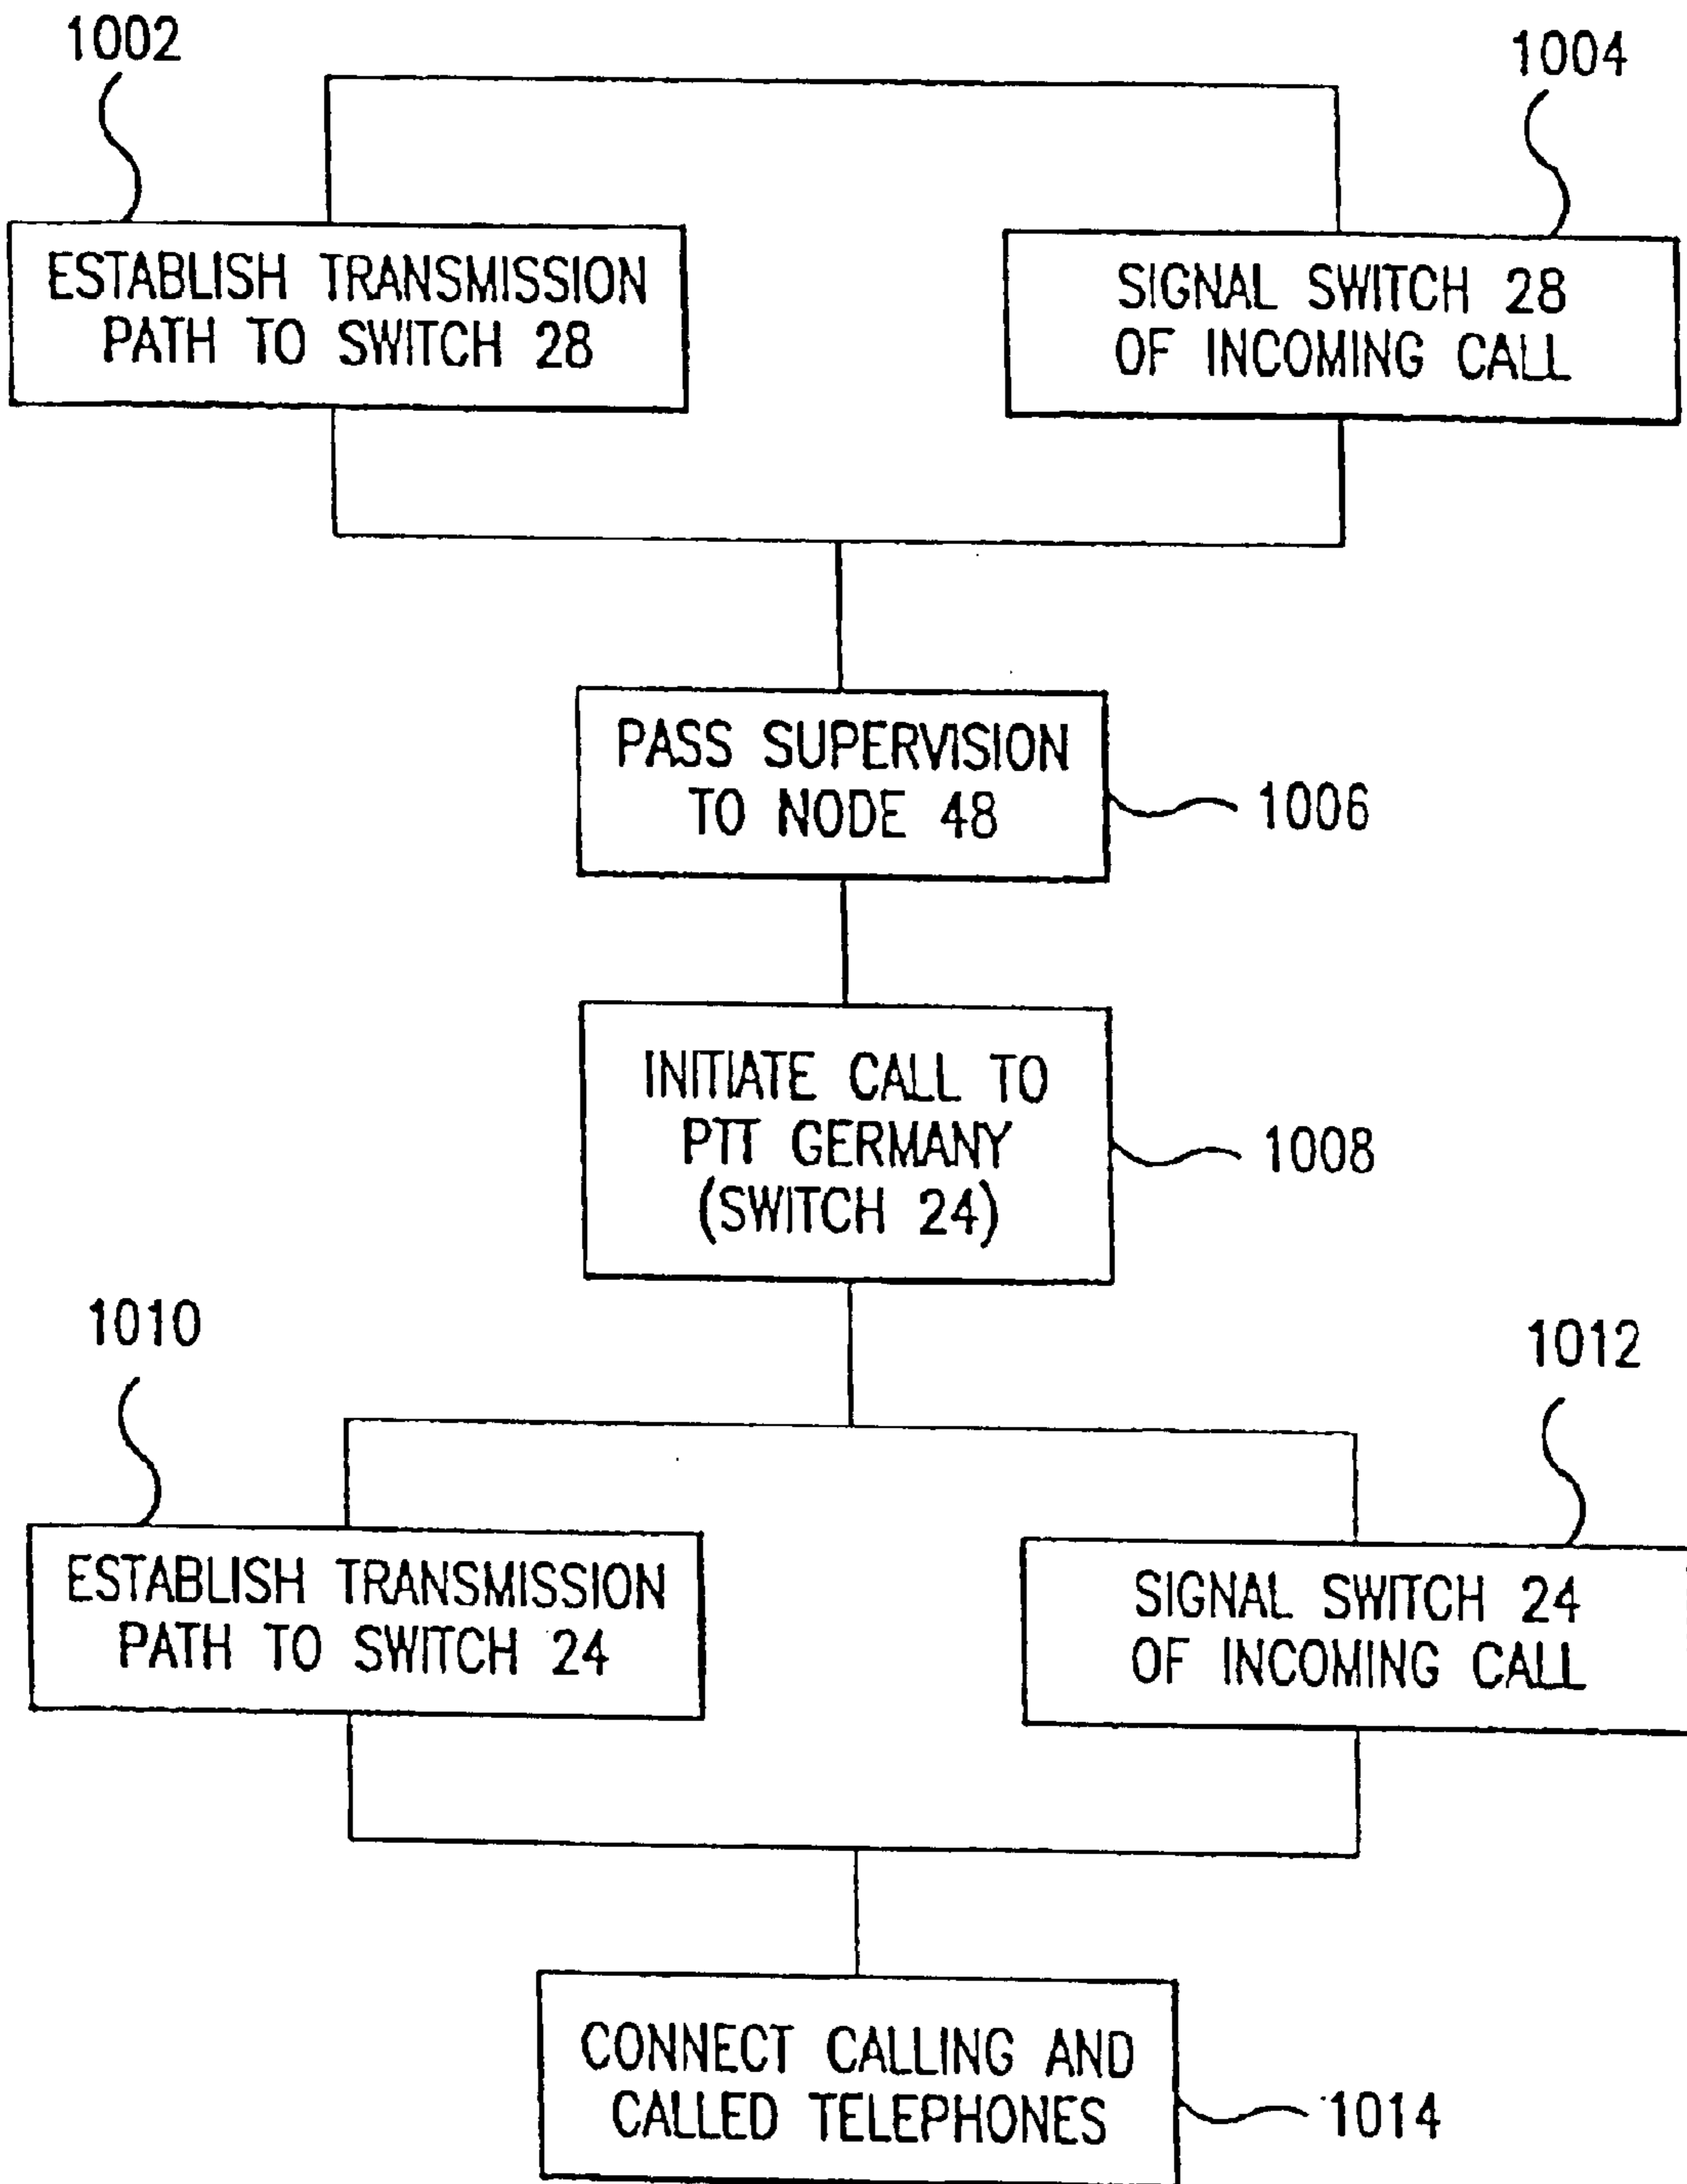 1002
1004
ESTABLISH TRANSMISSION
PATH TO SWITCH 28
SIGNAL SWITCH 28
OF INCOMING CALL
PASS SUPERVISION
TO NODE 48
1006
INITIATE CALL TO
PTT GERMANY
(SWITCH 24)
1008
1010
1012
ESTABLISH TRANSMISSION
PATH TO SWITCH 24
SIGNAL SWITCH 24
OF INCOMING CALL
CONNECT CALLING AND
CALLED TELEPHONES
1014